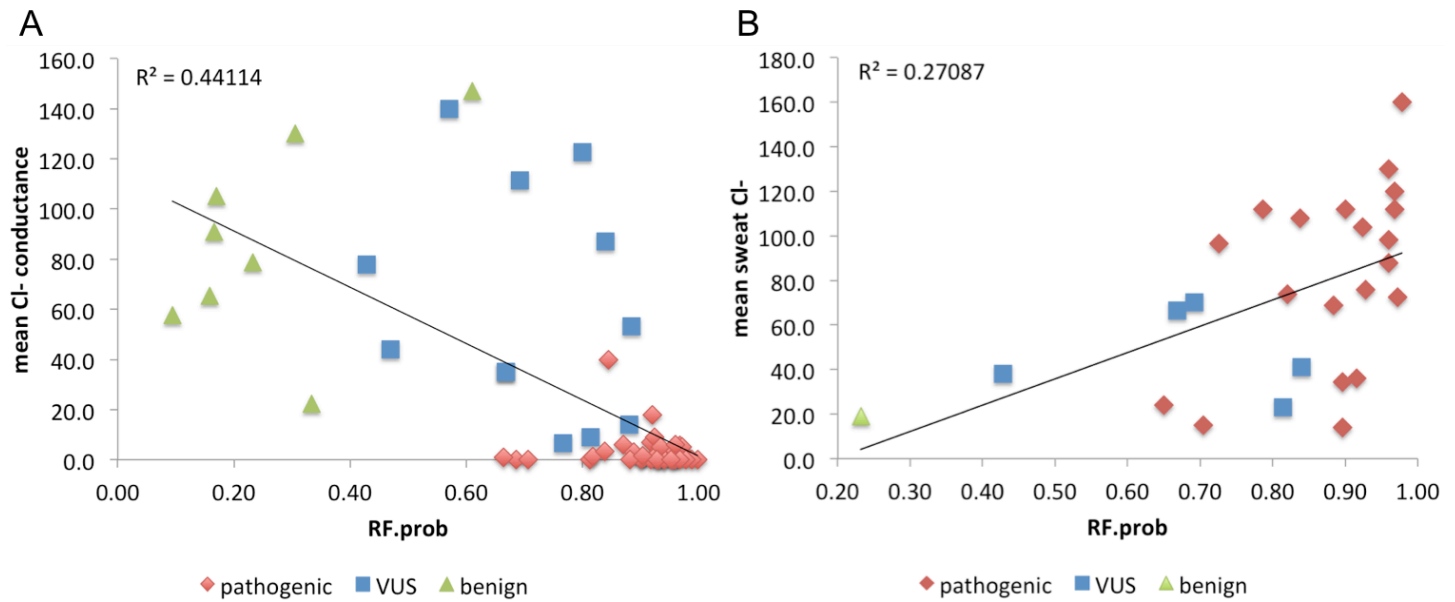 A
R² = 0.44114
mean Cl- conductance
160.0
140.0
120.0
100.0
80.0
60.0
40.0
20.0
0.0
0.00 0.20 0.40 0.60 0.80 1.00
RF.prob
pathogenic VUS benign
B
R² = 0.27087
mean sweat Cl-
180.0
160.0
140.0
120.0
100.0
80.0
60.0
40.0
20.0
0.0
0.20 0.30 0.40 0.50 0.60 0.70 0.80 0.90 1.00
RF.prob
pathogenic VUS benign